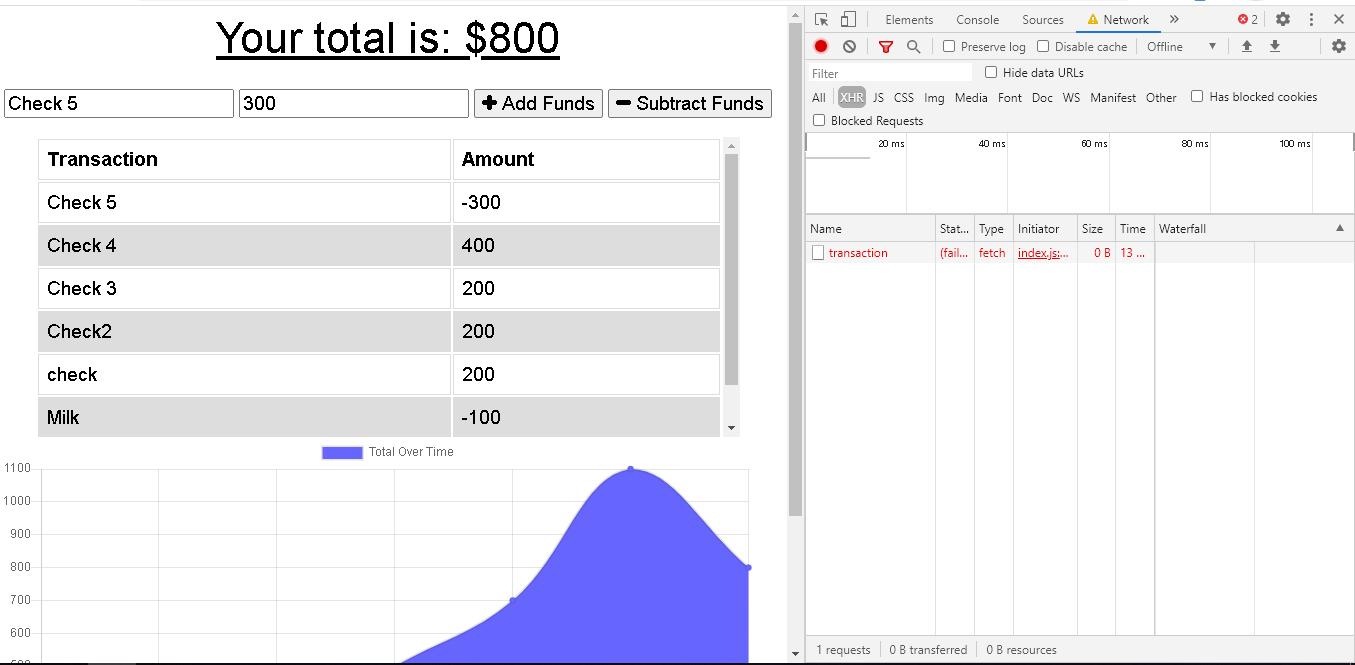 Your total is: $800
Check 5 300 Add Funds Subtract Funds
Transaction Amount
Check 5 -300
Check 4 400
Check 3 200
Check2 200
check 200
Milk -100
Total Over Time
1100
1000
900
800
700
600
Elements Console Sources Network » 2
Preserve log Disable cache Offline
Filter Hide data URLs
All XHR JS CSS Img Media Font Doc WS Manifest Other Has blocked cookies
Blocked Requests
20 ms 40 ms 60 ms 80 ms 100 ms
Name Stat... Type Initiator Size Time Waterfall
transaction (fail... fetch index.js:... 0 B 13 ...
1 requests 0 B transferred 0 B resources